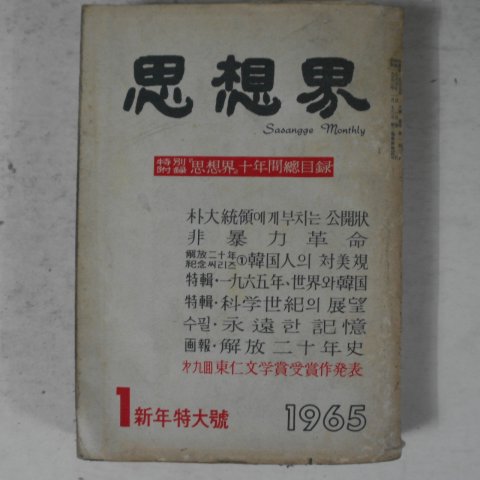 思想界
Sasangge Monthly
特別附錄 『思想界』十年間總目録
朴大統領에게부치는 公開狀
非暴力革命
解放二十年紀念씨리즈①韓国人의 対美観
特輯·一九六五年、世界와韓国
特輯·科学世紀의 展望
수필·永遠한記憶
画報·解放二十年史
第九回東仁文学賞受賞作発表
1 新年特大號
1965